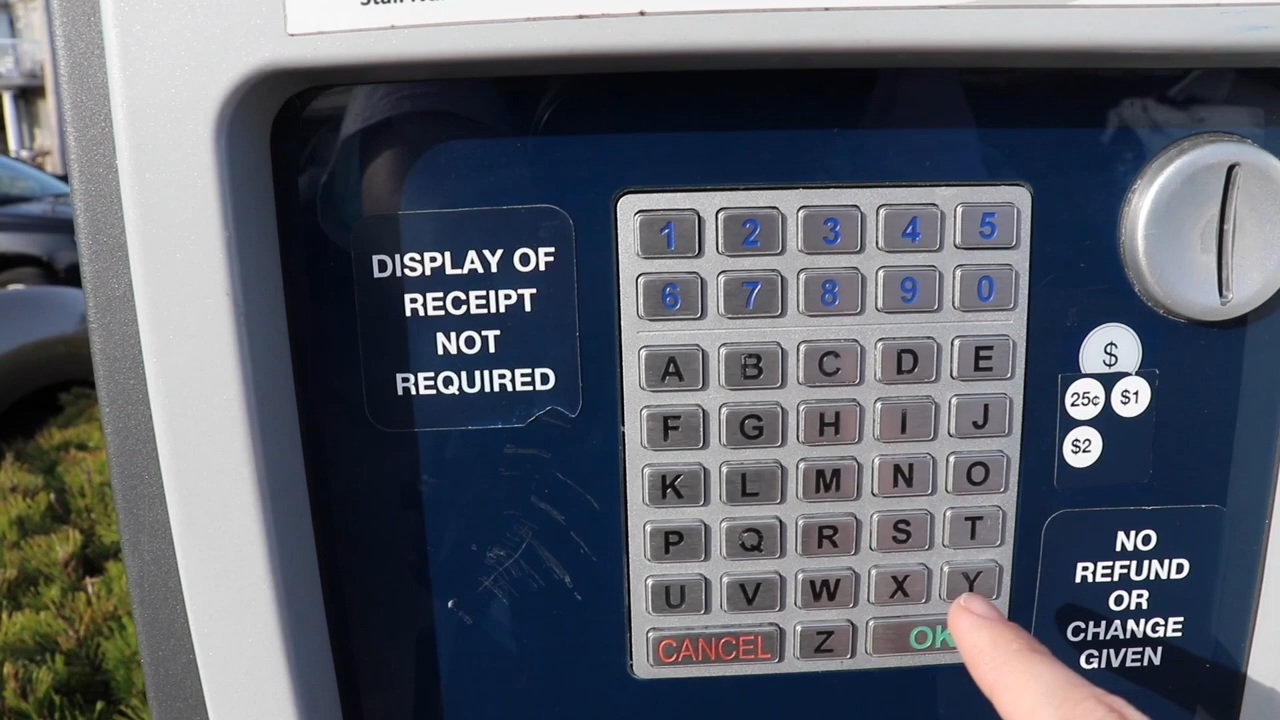 DISPLAY OF
RECEIPT
NOT
REQUIRED
1 2 3 4 5
6 7 8 9 0
A B C D E
F G H I J
K L M N O
P Q R S T
U V W X Y
CANCEL Z OK
$
25¢ $1
$2
NO
REFUND
OR
CHANGE
GIVEN